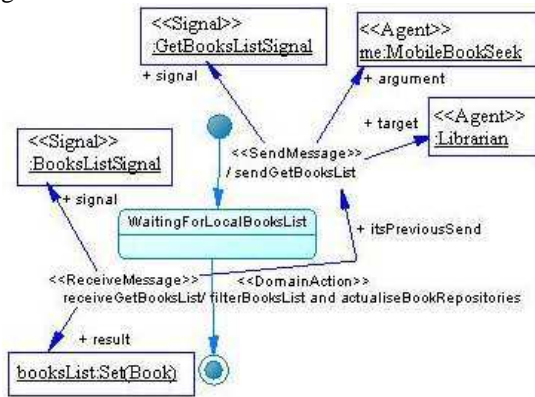 <<Signal>>
:GetBooksListSignal
<<Agent>>
me:MobileBookSeek
+ signal
+ argument
<<Agent>>
:Librarian
+ target
<<Signal>>
:BooksListSignal
<<SendMessage>>
/ sendGetBooksList
+ signal
WaitingForLocalBooksList
+ itsPreviousSend
<<ReceiveMessage>>
<<DomainAction>>
receiveGetBooksList/ filterBooksList and actualiseBookRepositories
+ result
booksList:Set(Book)